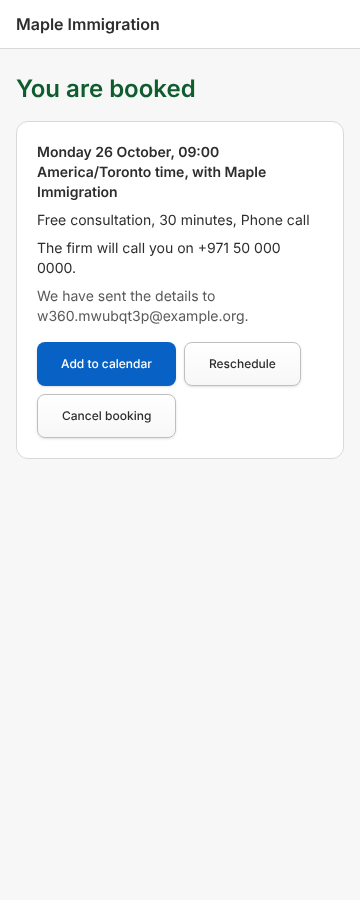 Maple Immigration
You are booked
Monday 26 October, 09:00
America/Toronto time, with Maple
Immigration
Free consultation, 30 minutes, Phone call
The firm will call you on +971 50 000
0000.
We have sent the details to
w360.mwubqt3p@example.org.
Add to calendar
Reschedule
Cancel booking